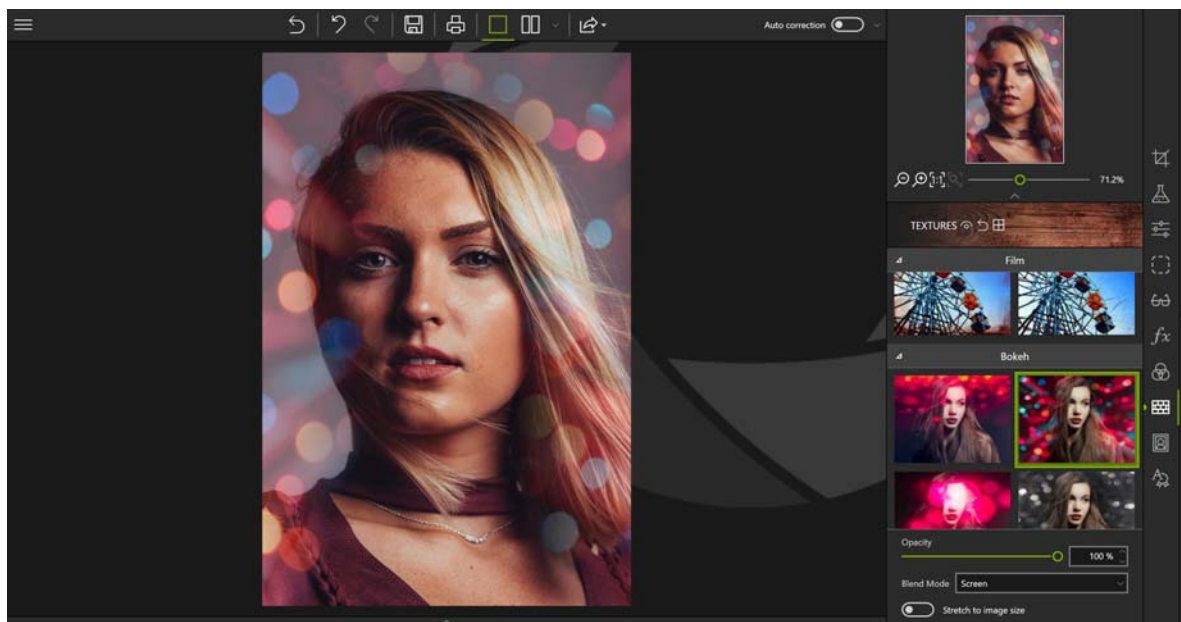 Auto correction
71.2%
TEXTURES
Film
Bokeh
Opacity
100 %
Blend Mode Screen
Stretch to image size